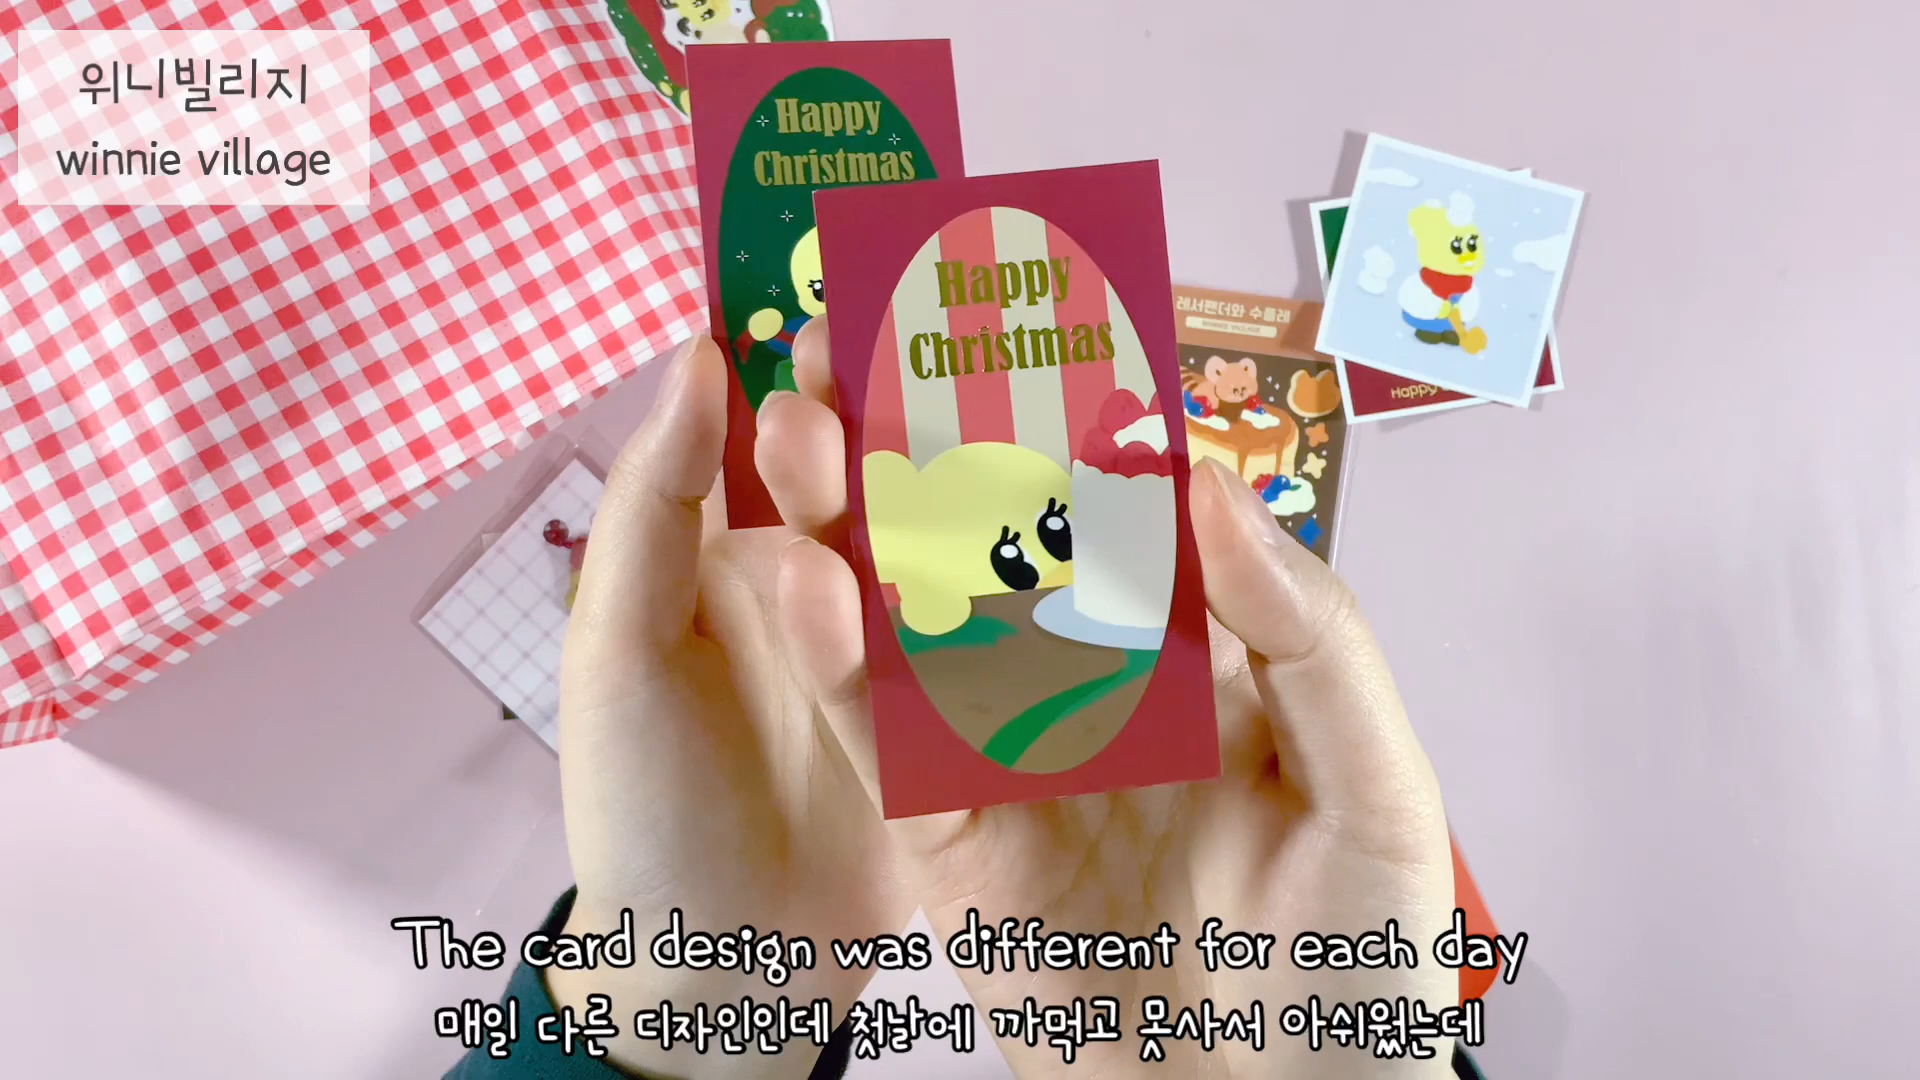 위니빌리지
winnie village
Happy
Christmas
Happy
Christmas
레서팬더와 수플레
Happy
The card design was different for each day
매일 다른 디자인인데 첫날에 까먹고 못사서 아쉬웠는데